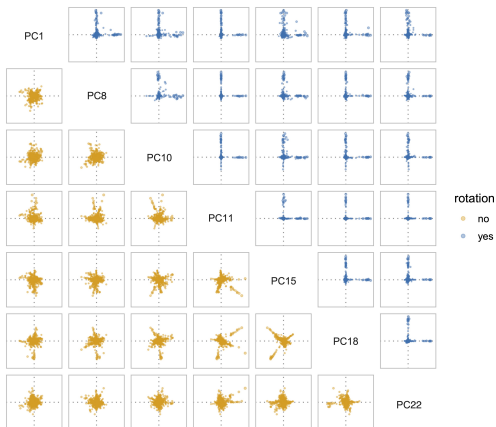 PC1
PC8
PC10
PC11
rotation
no
yes
PC15
PC18
PC22